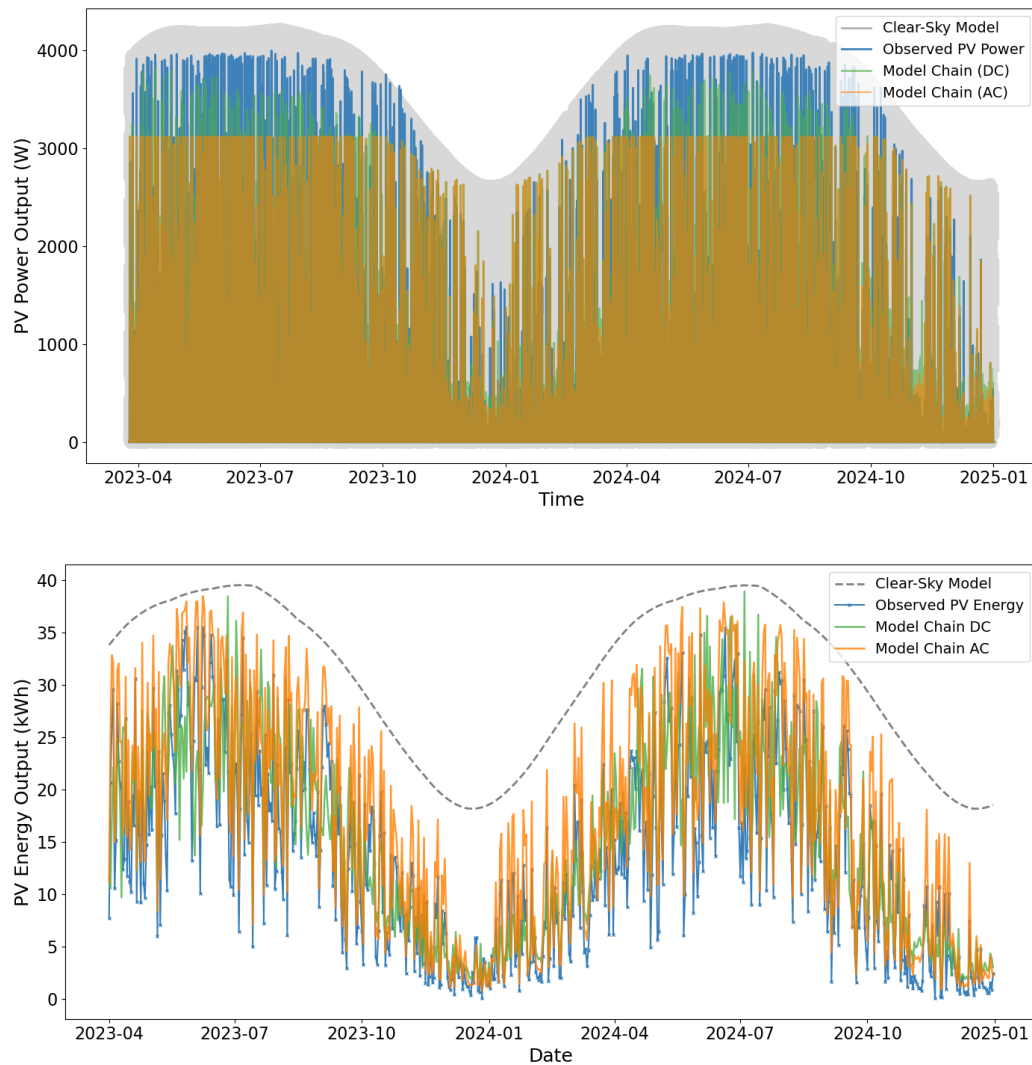 PV Power Output (W)
4000
3000
2000
1000
0
Clear-Sky Model
Observed PV Power
Model Chain (DC)
Model Chain (AC)
2023-04 2023-07 2023-10 2024-01 2024-04 2024-07 2024-10 2025-01
Time
PV Energy Output (kWh)
40
35
30
25
20
15
10
5
0
Clear-Sky Model
Observed PV Energy
Model Chain DC
Model Chain AC
2023-04 2023-07 2023-10 2024-01 2024-04 2024-07 2024-10 2025-01
Date